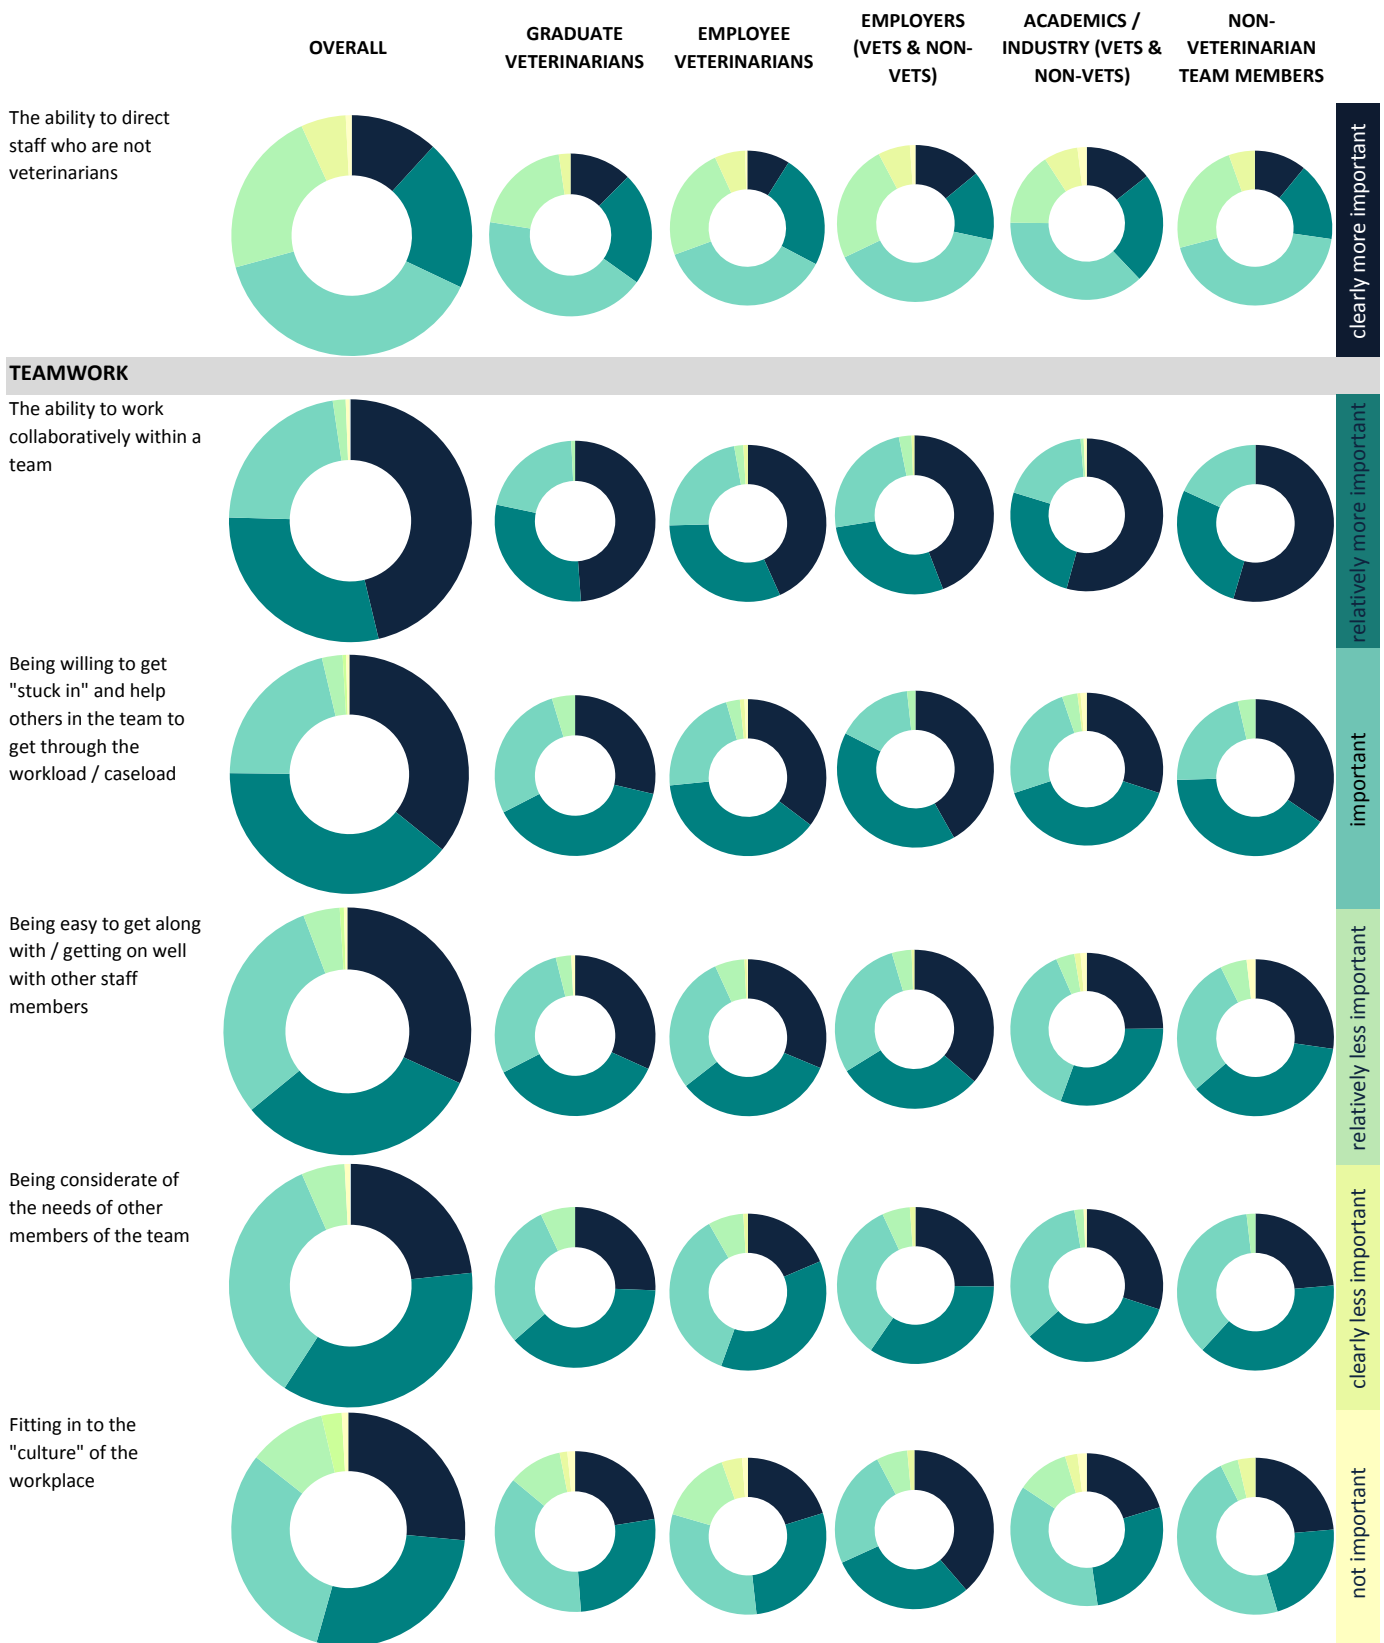 OVERALL
GRADUATE
VETERINARIANS
EMPLOYEE
VETERINARIANS
EMPLOYERS
(VETS & NON-
VETS)
ACADEMICS /
INDUSTRY (VETS &
NON-VETS)
NON-
VETERINARIAN
TEAM MEMBERS
The ability to direct
staff who are not
veterinarians
clearly more important
TEAMWORK
The ability to work
collaboratively within a
team
relatively more important
Being willing to get
"stuck in" and help
others in the team to
get through the
workload / caseload
important
Being easy to get along
with / getting on well
with other staff
members
relatively less important
Being considerate of
the needs of other
members of the team
clearly less important
Fitting in to the
"culture" of the
workplace
not important